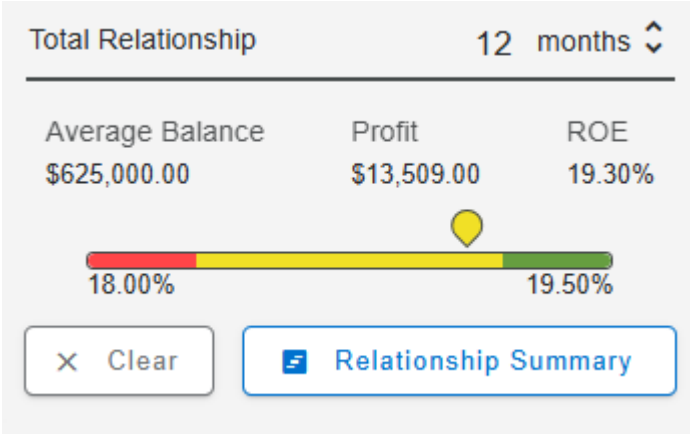 Total Relationship 12 months
Average Balance Profit ROE
$625,000.00 $13,509.00 19.30%
18.00% 19.50%
Clear Relationship Summary